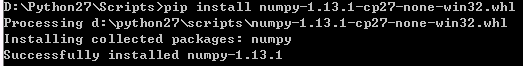 D:\Python27\Scripts>pip install numpy-1.13.1-cp27-none-win32.whl
Processing d:\python27\scripts\numpy-1.13.1-cp27-none-win32.whl
Installing collected packages: numpy
Successfully installed numpy-1.13.1